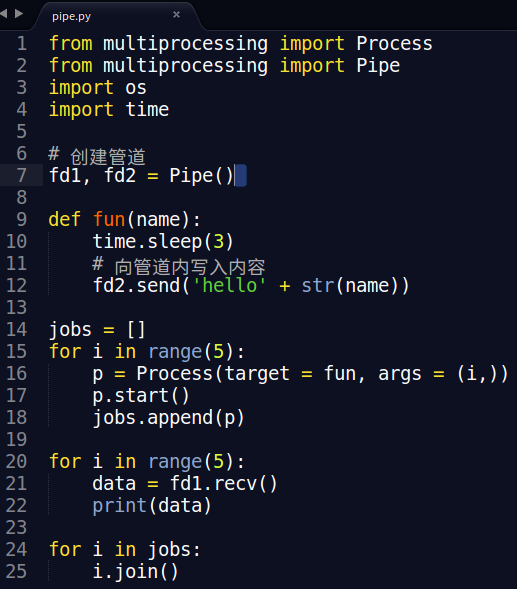 pipe.py ×
1 from multiprocessing import Process
2 from multiprocessing import Pipe
3 import os
4 import time
5
6 # 创建管道
7 fd1, fd2 = Pipe()
8
9 def fun(name):
10     time.sleep(3)
11     # 向管道内写入内容
12     fd2.send('hello' + str(name))
13
14 jobs = []
15 for i in range(5):
16     p = Process(target = fun, args = (i,))
17     p.start()
18     jobs.append(p)
19
20 for i in range(5):
21     data = fd1.recv()
22     print(data)
23
24 for i in jobs:
25     i.join()